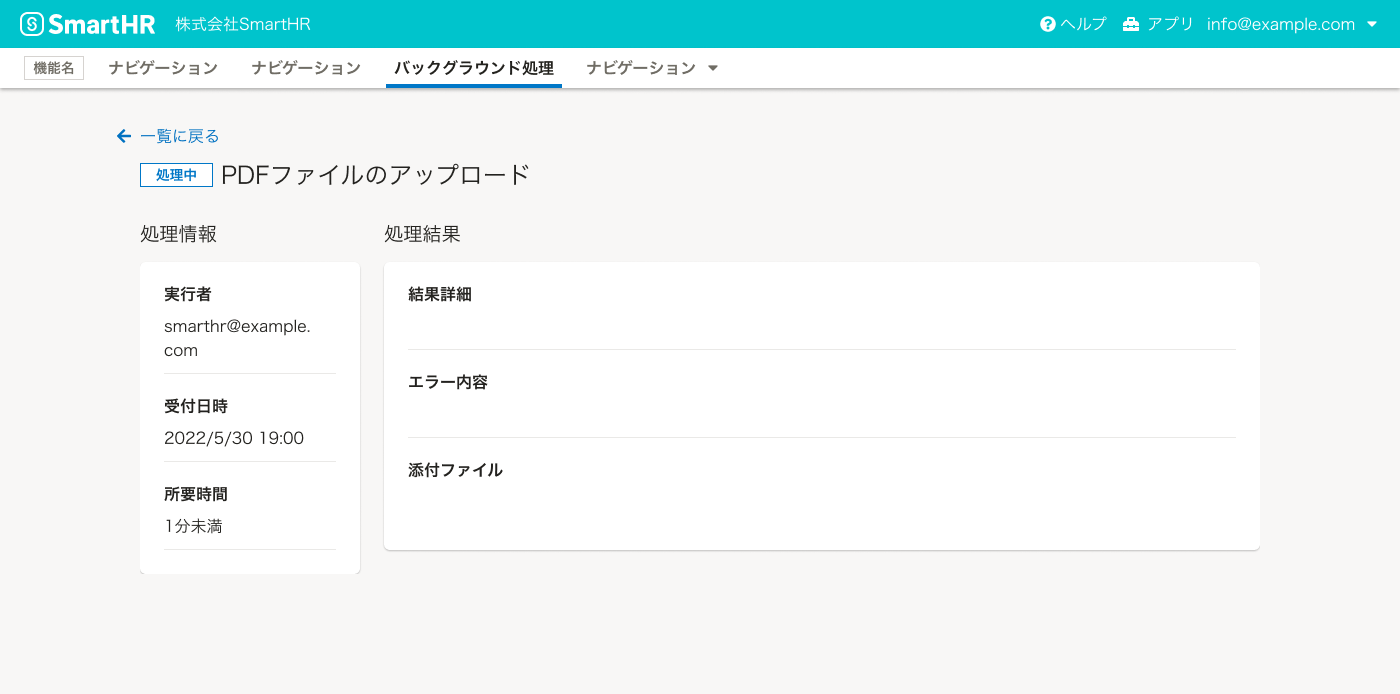 SmartHR 株式会社SmartHR ヘルプ アプリ info@example.com
機能名 ナビゲーション ナビゲーション バックグラウンド処理 ナビゲーション
一覧に戻る
処理中 PDFファイルのアップロード
処理情報
実行者
smarthr@example.
com
受付日時
2022/5/30 19:00
所要時間
1分未満
処理結果
結果詳細
エラー内容
添付ファイル